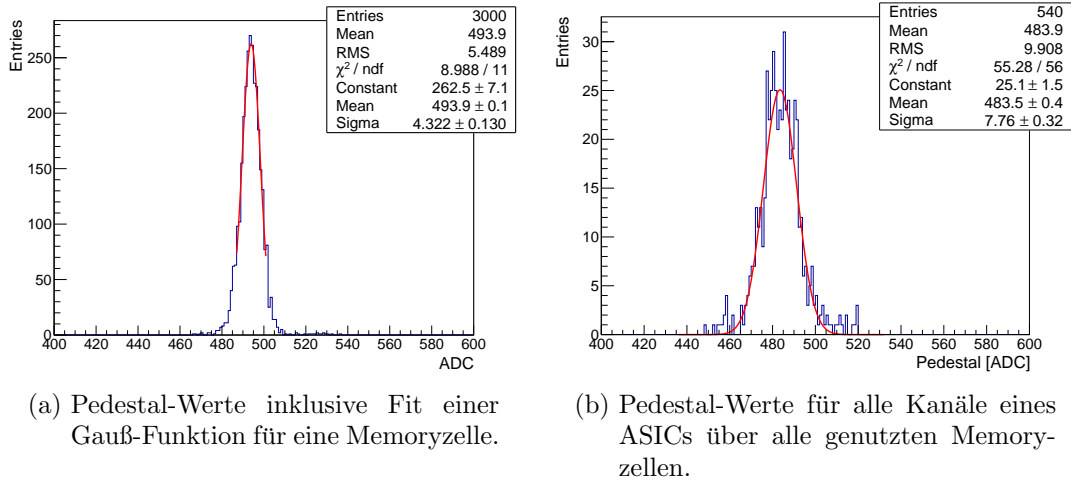 Entries 3000
Mean 493.9
RMS 5.489
χ² / ndf 8.988 / 11
Constant 262.5 ± 7.1
Mean 493.9 ± 0.1
Sigma 4.322 ± 0.130
Entries
250
200
150
100
50
0
400 420 440 460 480 500 520 540 560 580 600
ADC
(a) Pedestal-Werte inklusive Fit einer
Gauß-Funktion für eine Memoryzelle.
Entries 540
Mean 483.9
RMS 9.908
χ² / ndf 55.28 / 56
Constant 25.1 ± 1.5
Mean 483.5 ± 0.4
Sigma 7.76 ± 0.32
Entries
30
25
20
15
10
5
0
400 420 440 460 480 500 520 540 560 580 600
Pedestal [ADC]
(b) Pedestal-Werte für alle Kanäle eines
ASICs über alle genutzten Memory-
zellen.